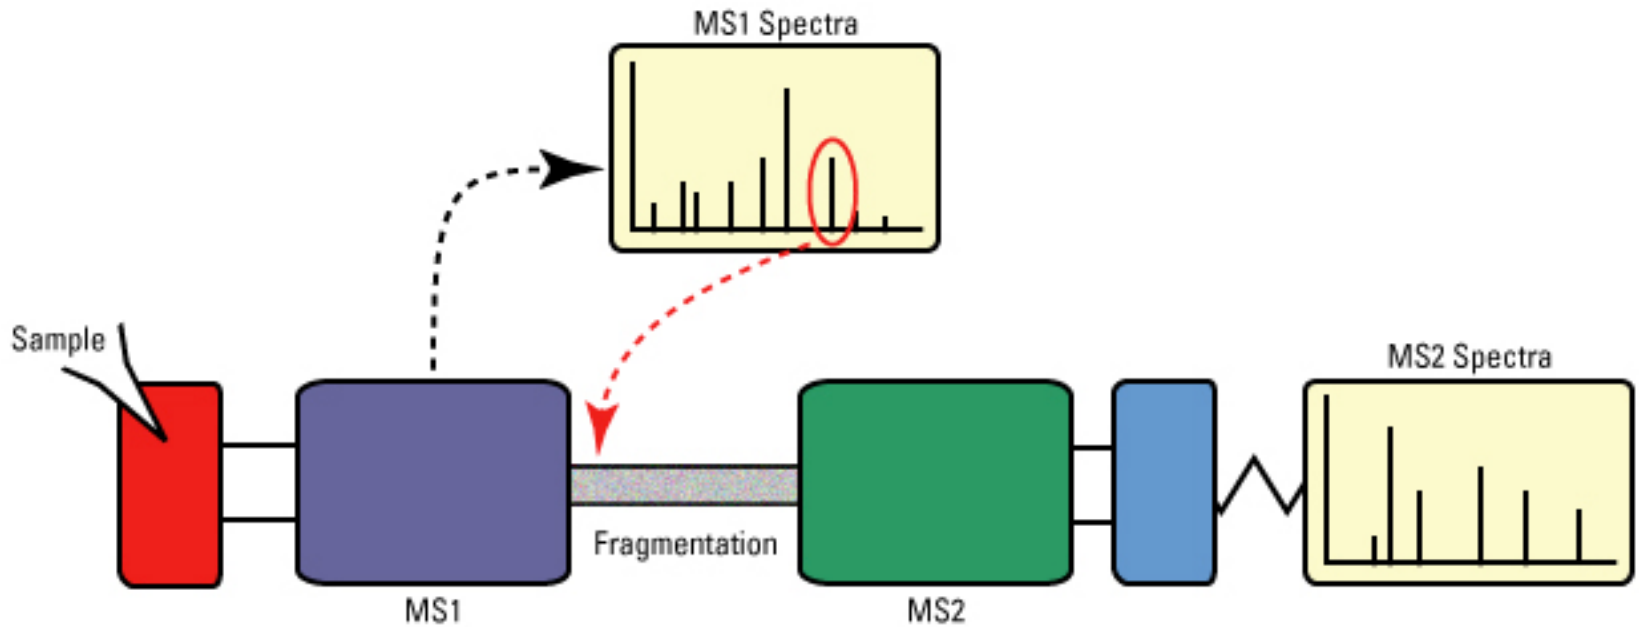 MS1 Spectra
Sample
MS2 Spectra
Fragmentation
MS1
MS2